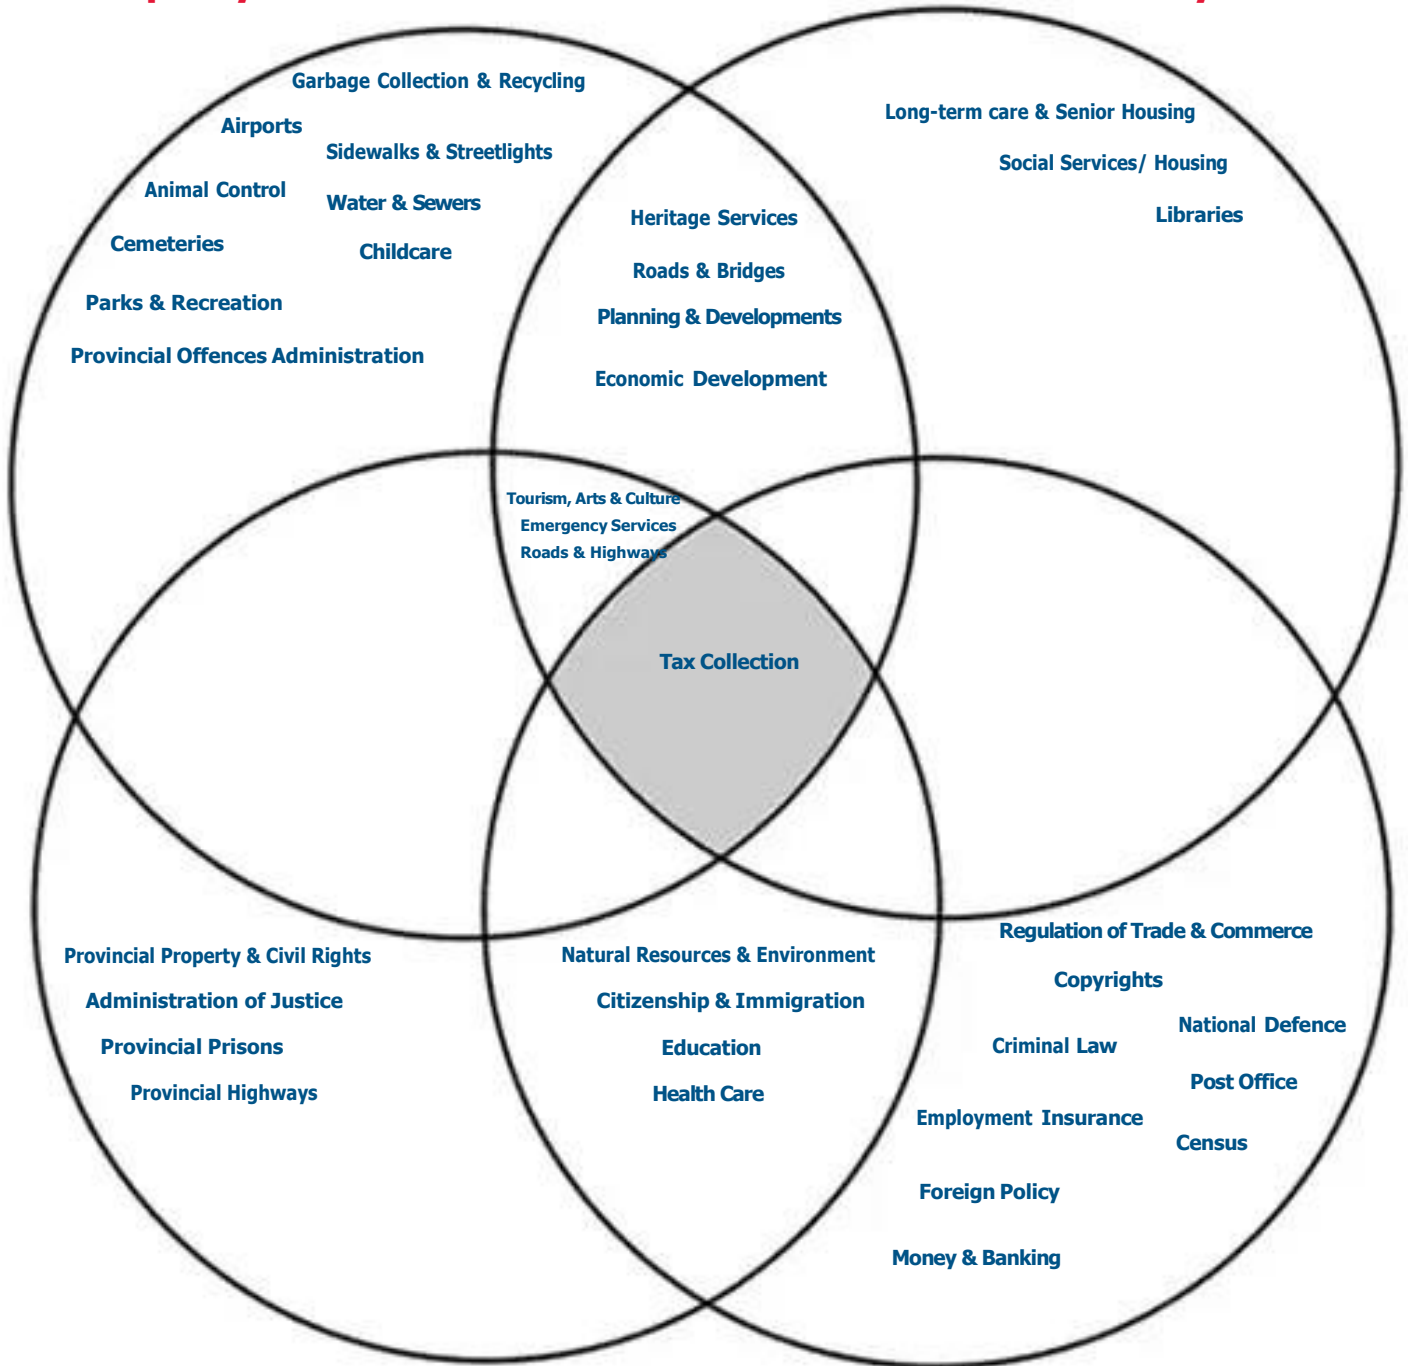 Garbage Collection & Recycling
Airports
Sidewalks & Streetlights
Animal Control
Water & Sewers
Cemeteries
Childcare
Parks & Recreation
Provincial Offences Administration
Heritage Services
Roads & Bridges
Planning & Developments
Economic Development
Long-term care & Senior Housing
Social Services/ Housing
Libraries
Tourism, Arts & Culture
Emergency Services
Roads & Highways
Tax Collection
Provincial Property & Civil Rights
Administration of Justice
Provincial Prisons
Provincial Highways
Natural Resources & Environment
Citizenship & Immigration
Education
Health Care
Regulation of Trade & Commerce
Copyrights
National Defence
Criminal Law
Post Office
Employment Insurance
Census
Foreign Policy
Money & Banking